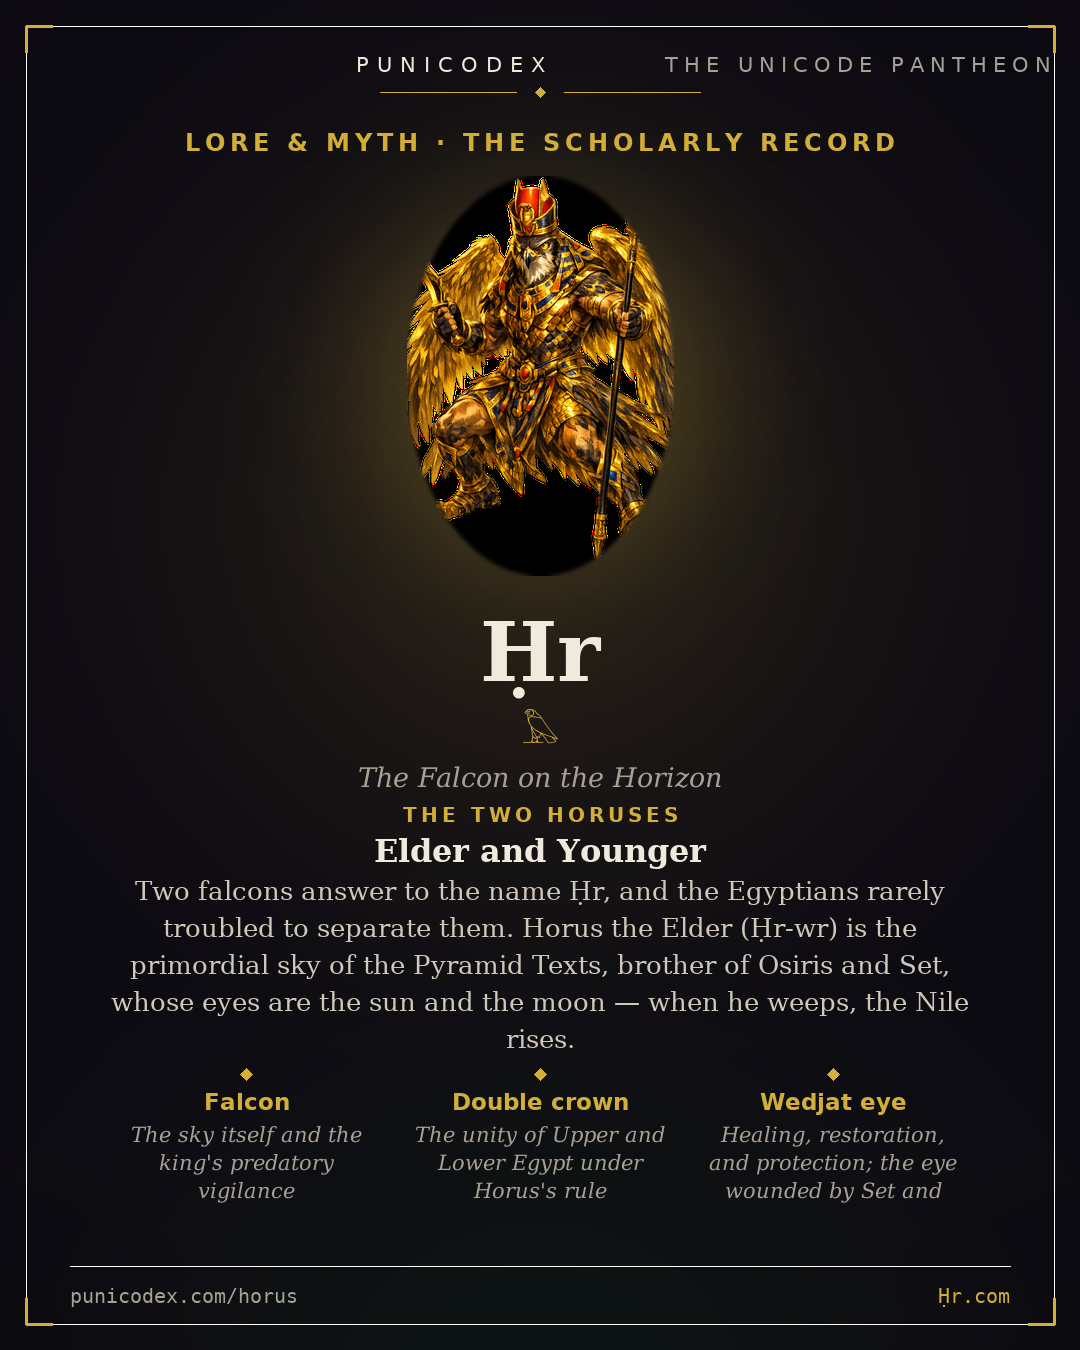 PUNICODEX
THE UNICODE PANTHEON
LORE & MYTH · THE SCHOLARLY RECORD
Ḥr
𓅃
The Falcon on the Horizon
THE TWO HORUSES
Elder and Younger
Two falcons answer to the name Ḥr, and the Egyptians rarely
troubled to separate them. Horus the Elder (Ḥr-wr) is the
primordial sky of the Pyramid Texts, brother of Osiris and Set,
whose eyes are the sun and the moon — when he weeps, the Nile
rises.
Falcon
The sky itself and the
king's predatory
vigilance
Double crown
The unity of Upper and
Lower Egypt under
Horus's rule
Wedjat eye
Healing, restoration,
and protection; the eye
wounded by Set and
punicodex.com/horus
Ḥr.com